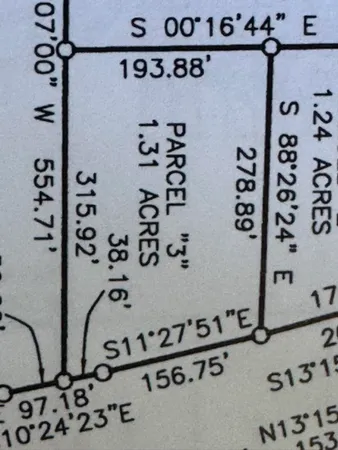 S 00°16'44" E
193.88'
07'00" W 554.71'
315.92'
38.16'
PARCEL "3"
1.31 ACRES
278.89'
S 88°26'24" E
1.24 ACRES
S11°27'51"E
156.75'
97.18'
10°24'23"E
17
S13°15
N13°15
153